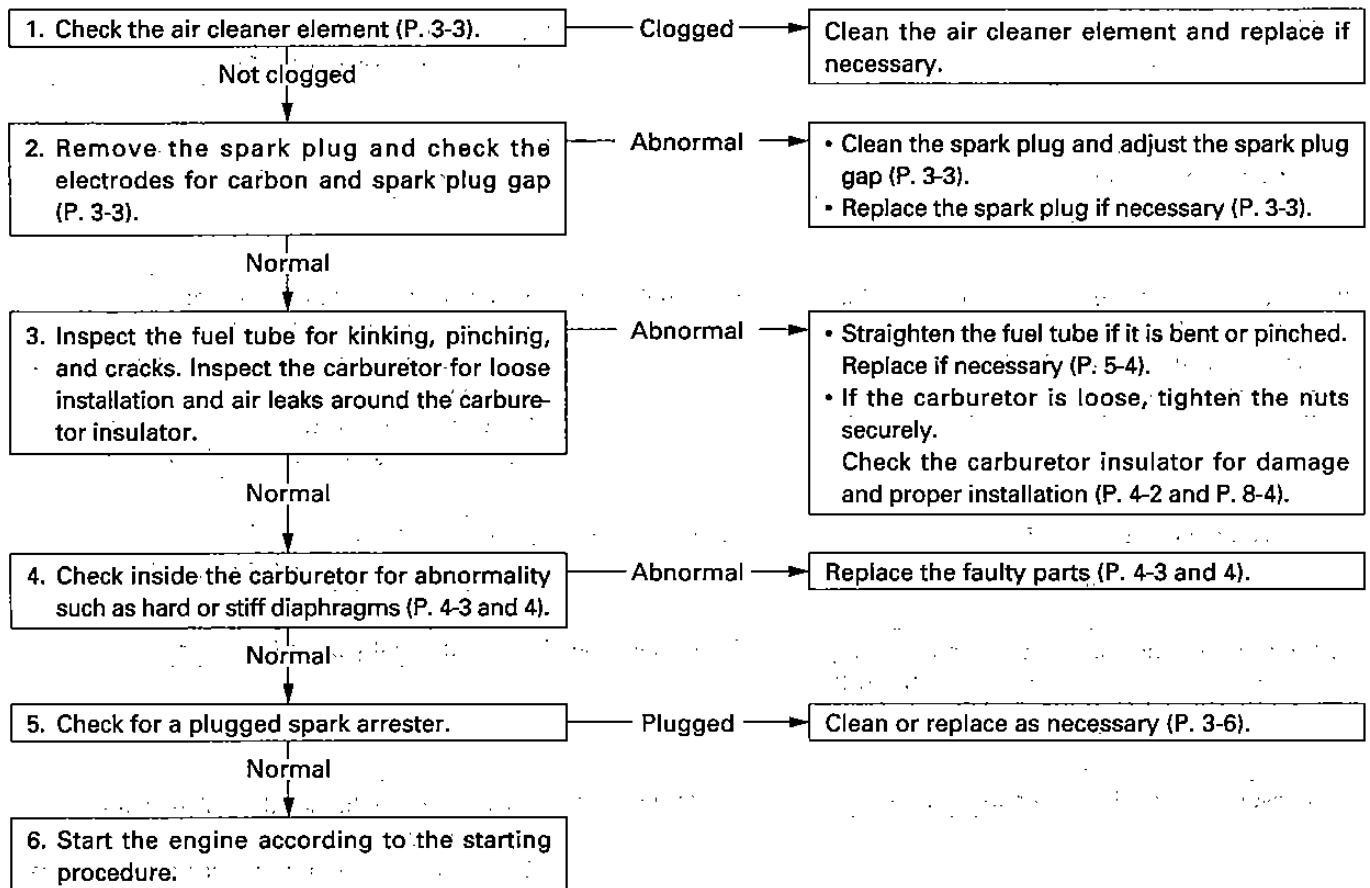 1. Check the air cleaner element (P. 3-3).
Clogged
Clean the air cleaner element and replace if
necessary.
Not clogged
2. Remove the spark plug and check the
electrodes for carbon and spark plug gap
(P. 3-3).
Abnormal
• Clean the spark plug and adjust the spark plug
gap (P. 3-3).
• Replace the spark plug if necessary (P. 3-3).
Normal
3. Inspect the fuel tube for kinking, pinching,
and cracks. Inspect the carburetor for loose
installation and air leaks around the carbure-
tor insulator.
Abnormal
• Straighten the fuel tube if it is bent or pinched.
Replace if necessary (P. 5-4).
• If the carburetor is loose, tighten the nuts
securely.
Check the carburetor insulator for damage
and proper installation (P. 4-2 and P. 8-4).
Normal
4. Check inside the carburetor for abnormality
such as hard or stiff diaphragms (P. 4-3 and 4).
Abnormal
Replace the faulty parts (P. 4-3 and 4).
Normal
5. Check for a plugged spark arrester.
Plugged
Clean or replace as necessary (P. 3-6).
Normal
6. Start the engine according to the starting
procedure.